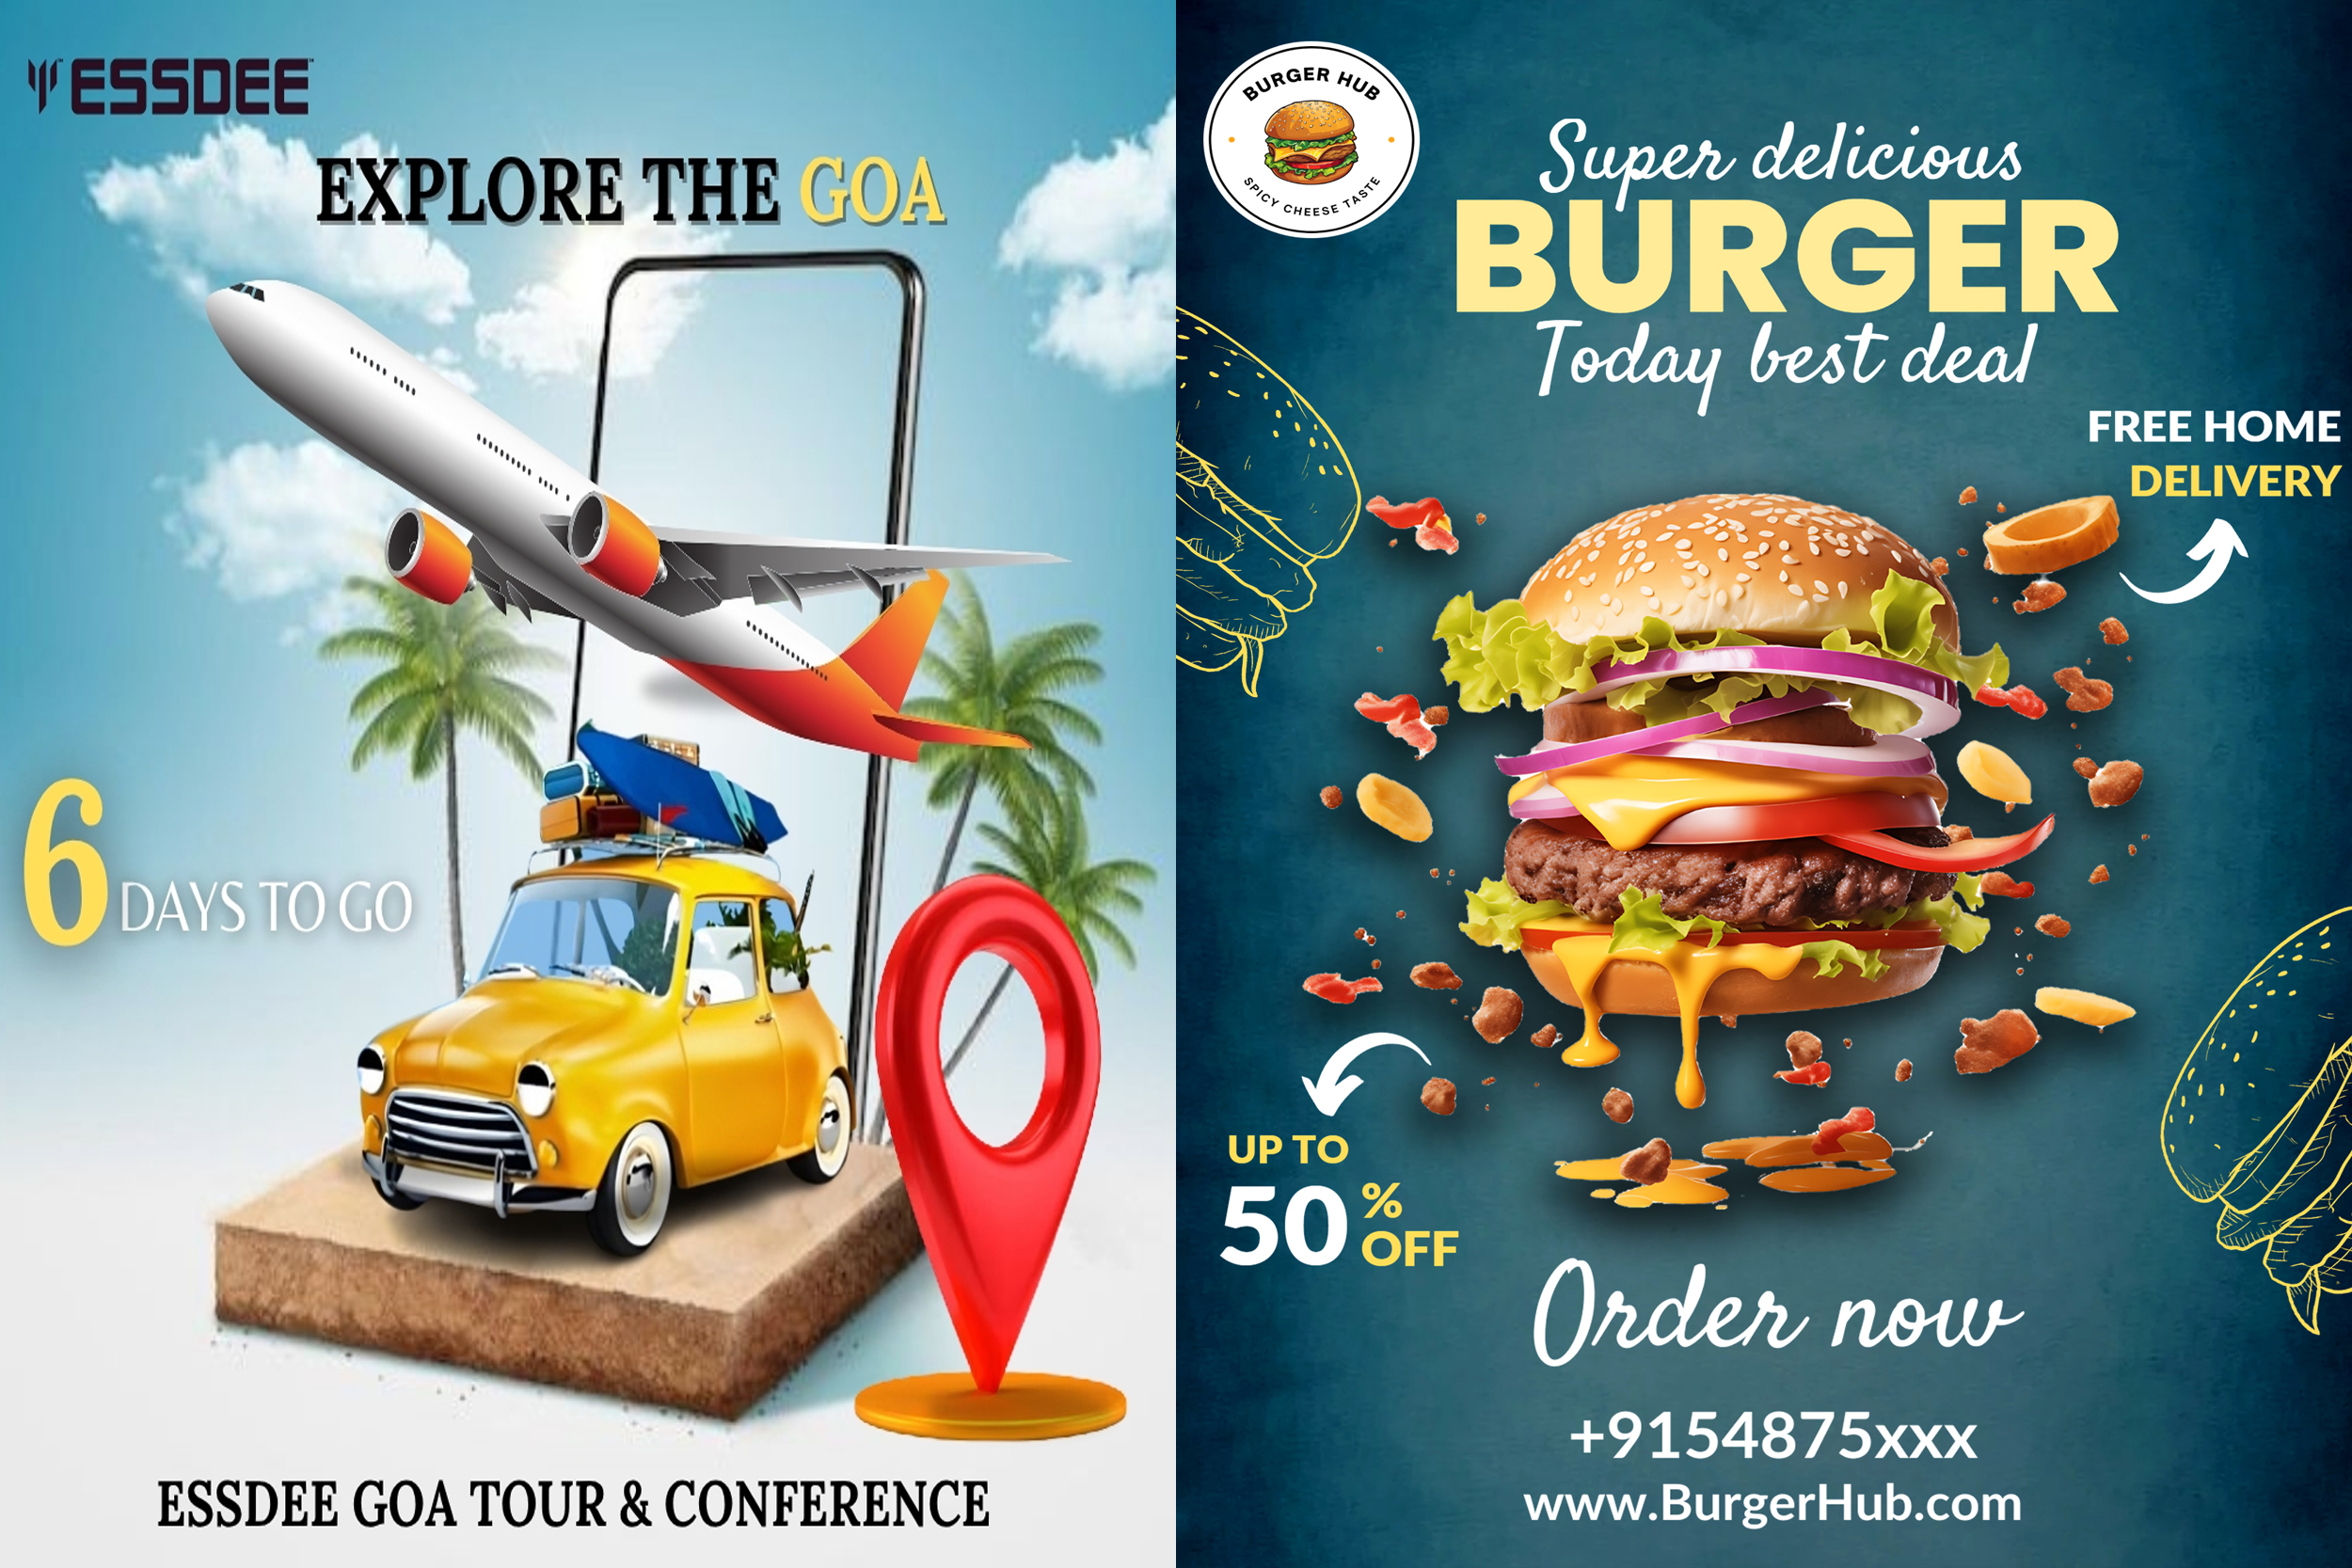 ESSDEE
EXPLORE THE GOA
6 DAYS TO GO
ESSDEE GOA TOUR & CONFERENCE
BURGER HUB
SPICY CHEESE TASTE
Super delicious
BURGER
Today best deal
FREE HOME
DELIVERY
UP TO
50% OFF
Order now
+9154875xxx
www.BurgerHub.com